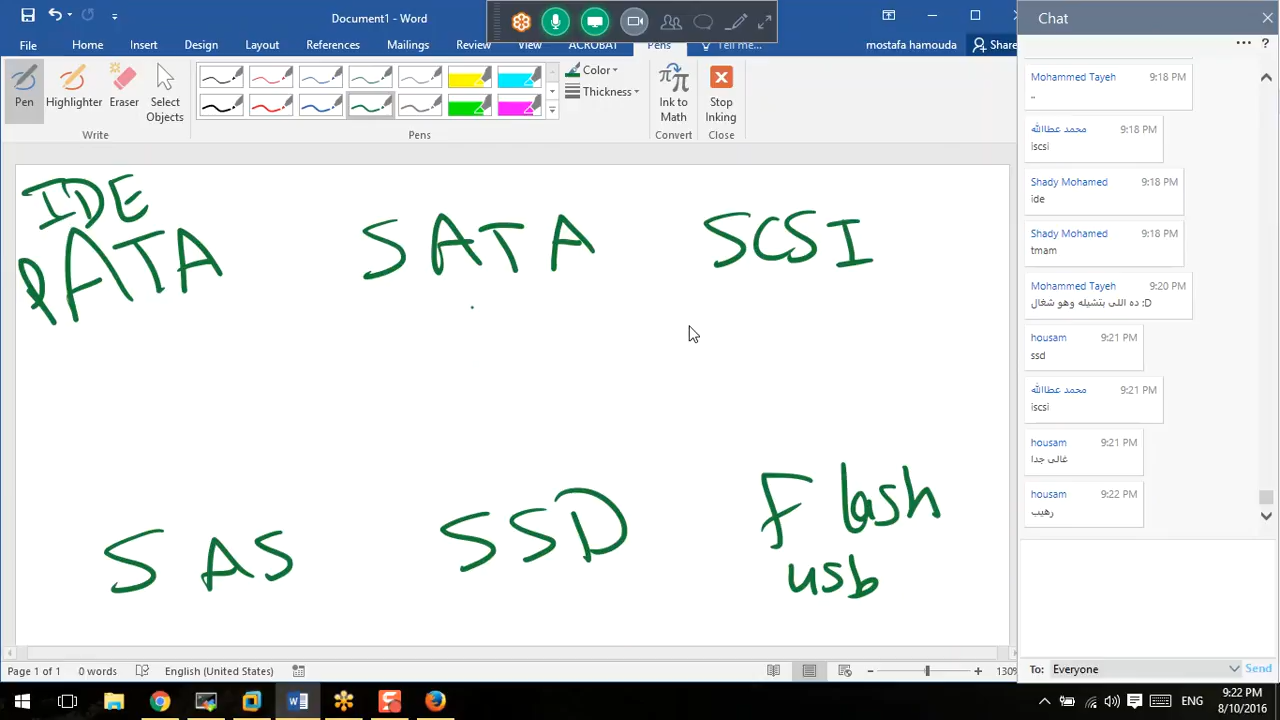 Document1 - Word
mostafa hamouda
Share
File
Home
Insert
Design
Layout
References
Mailings
Review
View
ACROBAT
Pens
Tell me...
Pen
Highlighter
Eraser
Select Objects
Color
Thickness
Ink to Math
Stop Inking
Write
Pens
Convert
Close
IDE
PATA
SATA
SCSI
SAS
SSD
Flash
usb
Chat
Mohammed Tayeh 9:18 PM
..
محمد عطاالله 9:18 PM
iscsi
Shady Mohamed 9:18 PM
ide
Shady Mohamed 9:18 PM
tmam
Mohammed Tayeh 9:20 PM
ده اللى بتشيله وهو شغال :D
housam 9:21 PM
ssd
محمد عطاالله 9:21 PM
iscsi
housam 9:21 PM
غالى جدا
housam 9:22 PM
رهيب
To: Everyone
Send
Page 1 of 1
0 words
English (United States)
130%
ENG
9:22 PM
8/10/2016